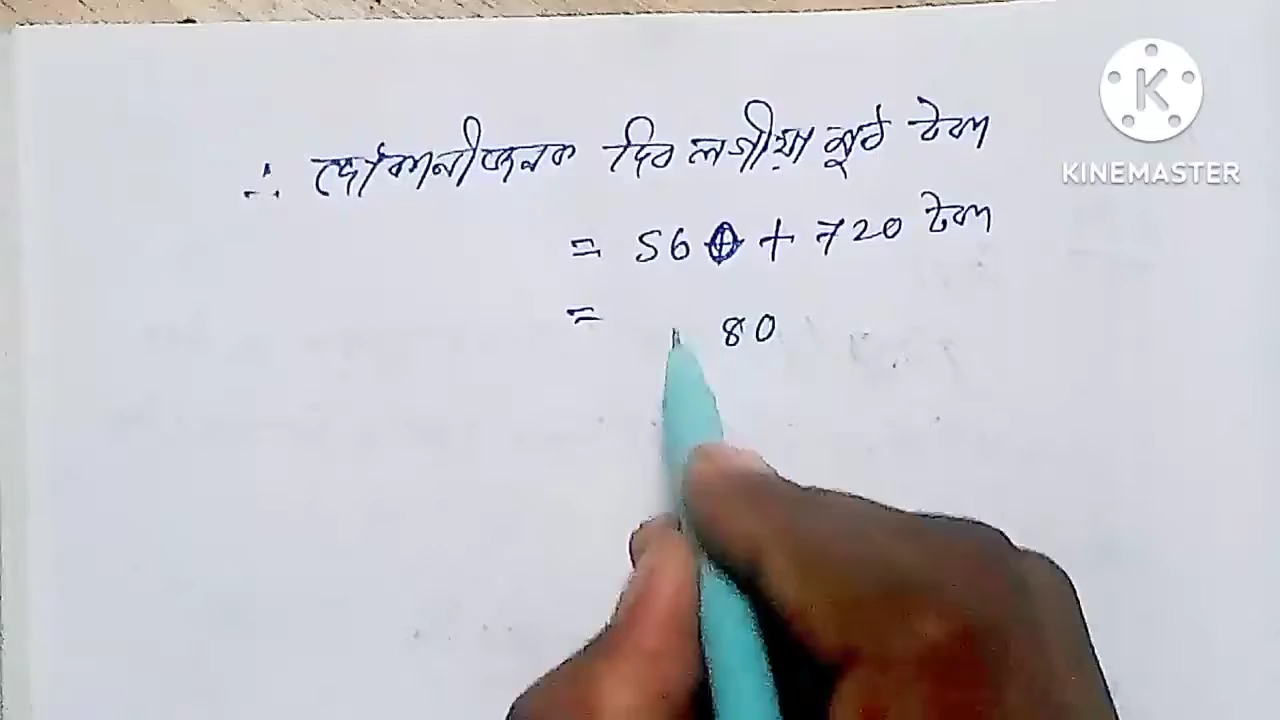 ∴ দোকানীজনক দিব লগীয়া মুঠ টকা
= 560 + 720 টকা
= 80
KINEMASTER